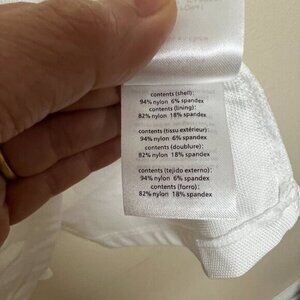 contents (shell):
94% nylon 6% spandex
contents (lining):
82% nylon 18% spandex
contents (tissu extérieur):
94% nylon 6% spandex
contents (doublure):
82% nylon 18% spandex
contents (tejido externo):
94% nylon 6% spandex
contents (forro):
82% nylon 18% spandex